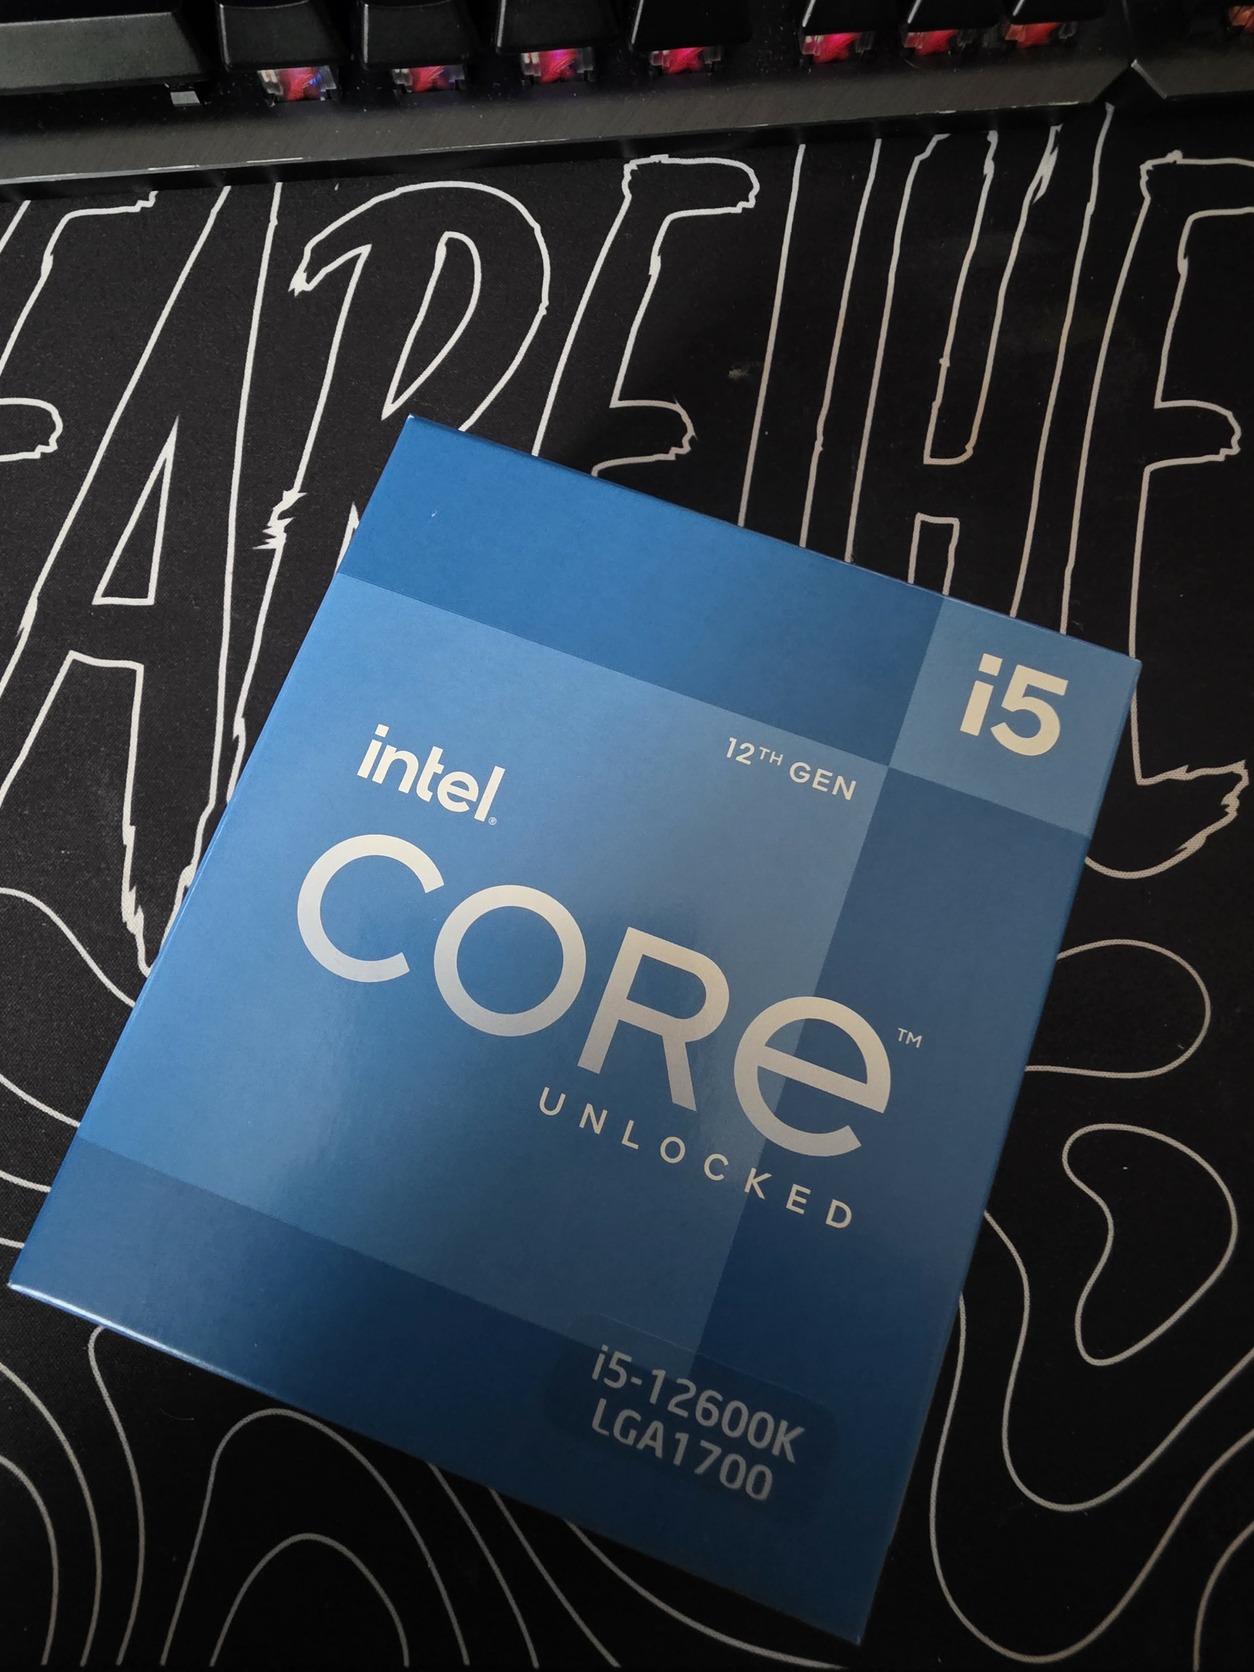 intel®
12TH GEN
i5
CORE™
UNLOCKED
i5-12600K
LGA1700